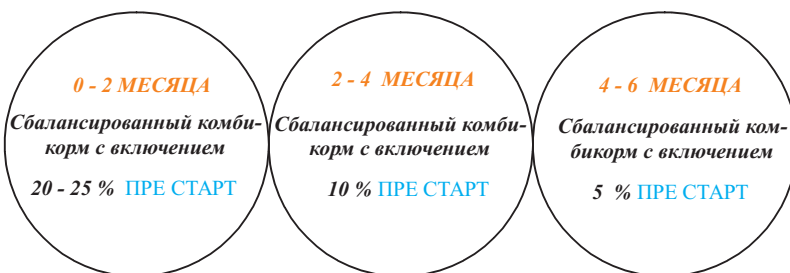 0 - 2 МЕСЯЦА
Сбалансированный комби-
корм с включением
20 - 25 % ПРЕ СТАРТ
2 - 4 МЕСЯЦА
Сбалансированный комби-
корм с включением
10 % ПРЕ СТАРТ
4 - 6 МЕСЯЦА
Сбалансированный ком-
бикорм с включением
5 % ПРЕ СТАРТ